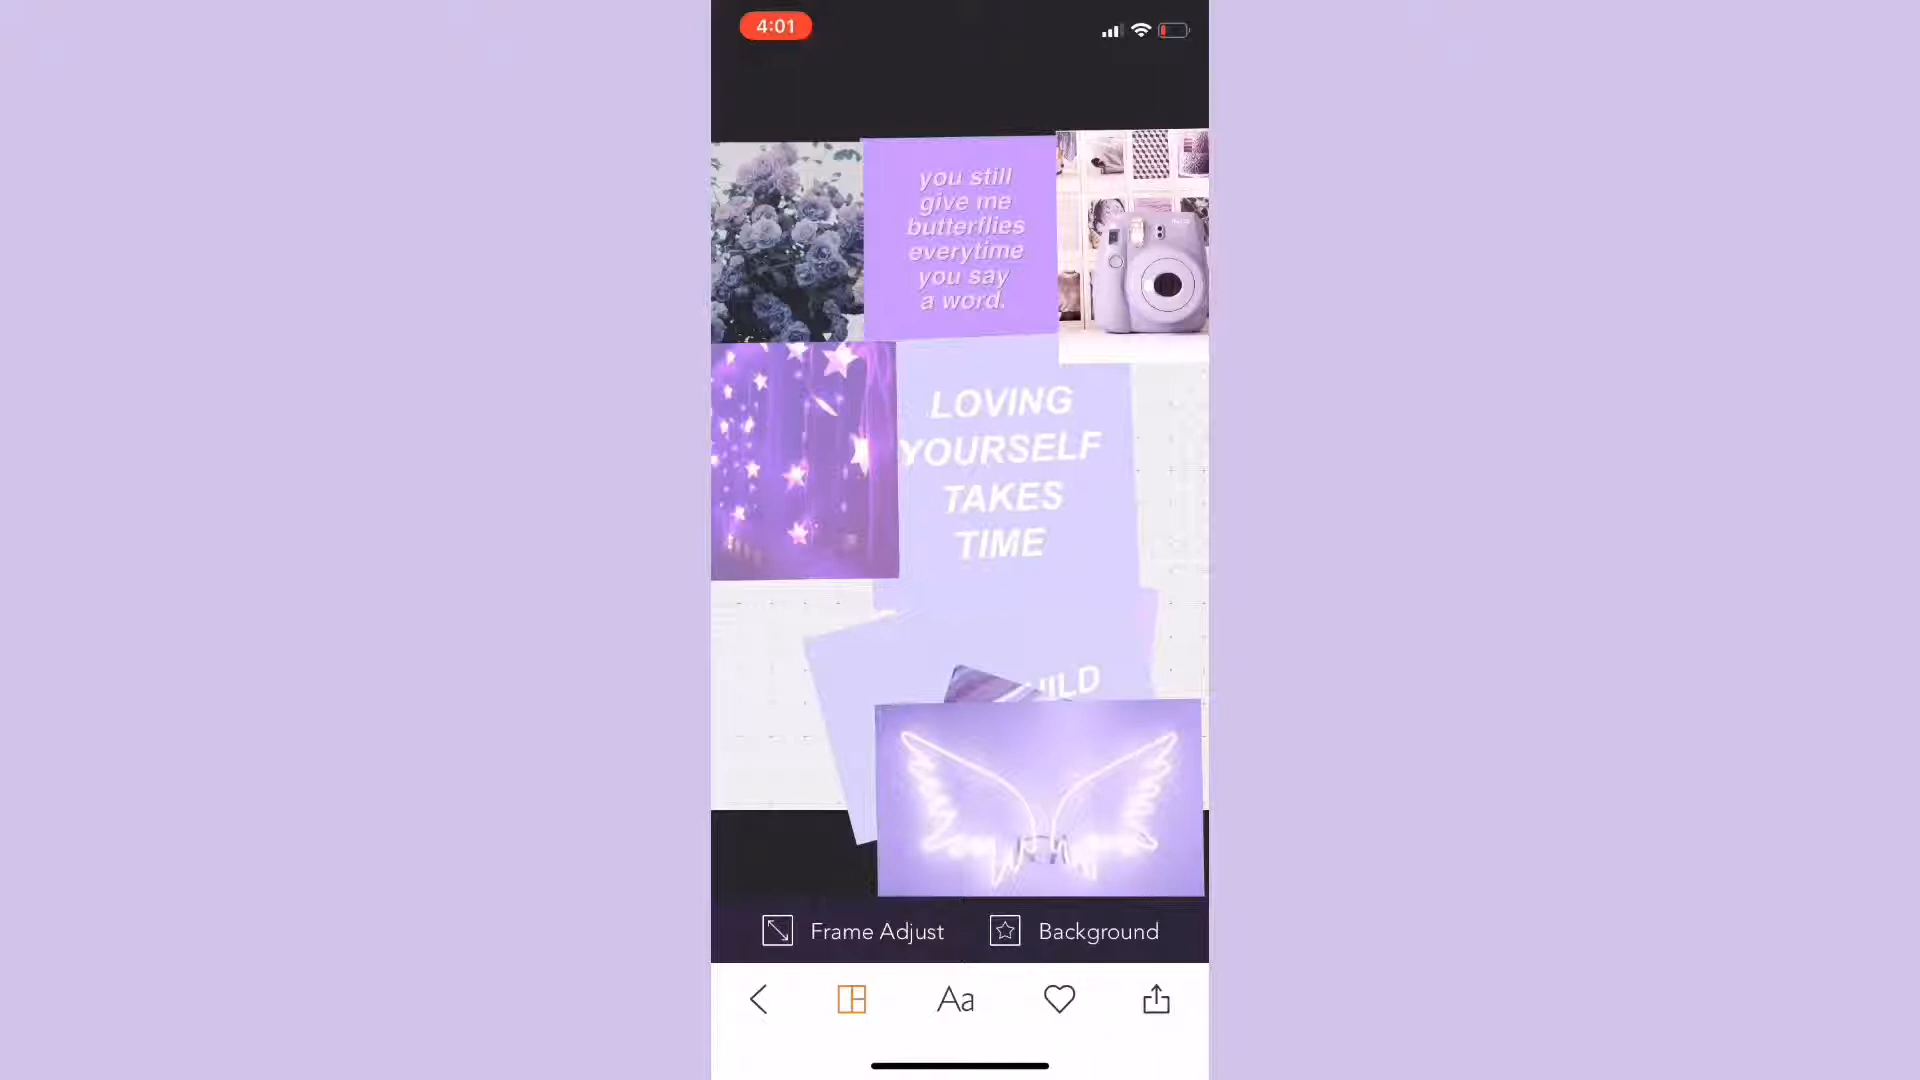 4:01
you still
give me
butterflies
everytime
you say
a word.
LOVING
YOURSELF
TAKES
TIME
Frame Adjust
Background
Aa